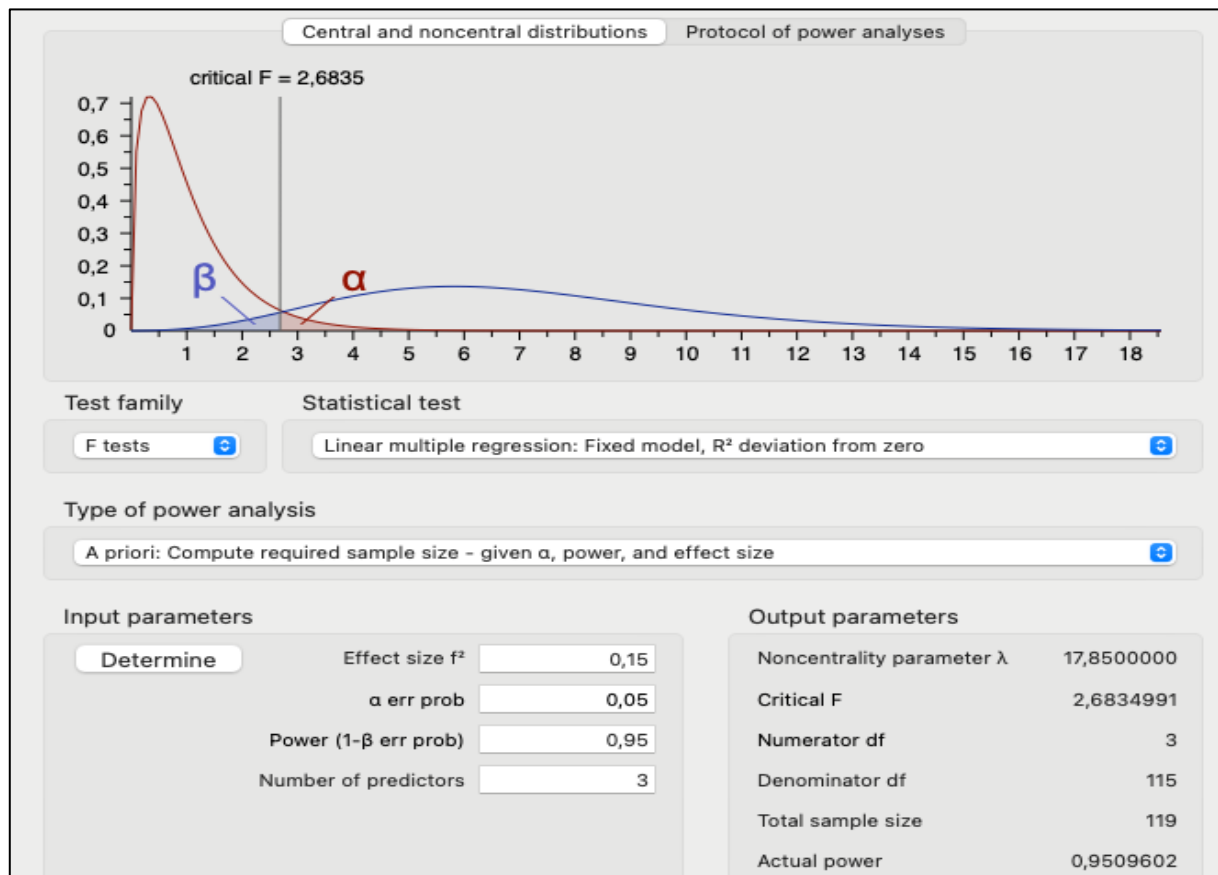 Central and noncentral distributions Protocol of power analyses
critical F = 2,6835
0,7
0,6
0,5
0,4
0,3
0,2
0,1
0
β α
1 2 3 4 5 6 7 8 9 10 11 12 13 14 15 16 17 18
Test family Statistical test
F tests Linear multiple regression: Fixed model, R² deviation from zero
Type of power analysis
A priori: Compute required sample size - given α, power, and effect size
Input parameters Output parameters
Determine Effect size f² 0,15 Noncentrality parameter λ 17,8500000
α err prob 0,05 Critical F 2,6834991
Power (1-β err prob) 0,95 Numerator df 3
Number of predictors 3 Denominator df 115
Total sample size 119
Actual power 0,9509602